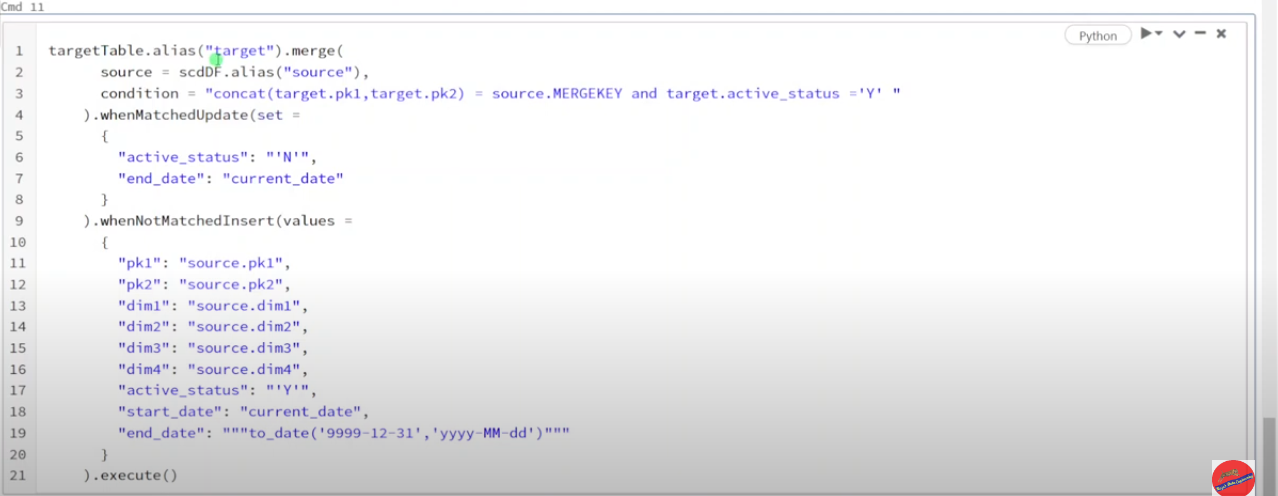 Cmd 11
Python
1 targetTable.alias("target").merge(
2 source = scdDF.alias("source"),
3 condition = "concat(target.pk1,target.pk2) = source.MERGEKEY and target.active_status ='Y' "
4 ).whenMatchedUpdate(set =
5 {
6 "active_status": "'N'",
7 "end_date": "current_date"
8 }
9 ).whenNotMatchedInsert(values =
10 {
11 "pk1": "source.pk1",
12 "pk2": "source.pk2",
13 "dim1": "source.dim1",
14 "dim2": "source.dim2",
15 "dim3": "source.dim3",
16 "dim4": "source.dim4",
17 "active_status": "'Y'",
18 "start_date": "current_date",
19 "end_date": """to_date('9999-12-31','yyyy-MM-dd')"""
20 }
21 ).execute()